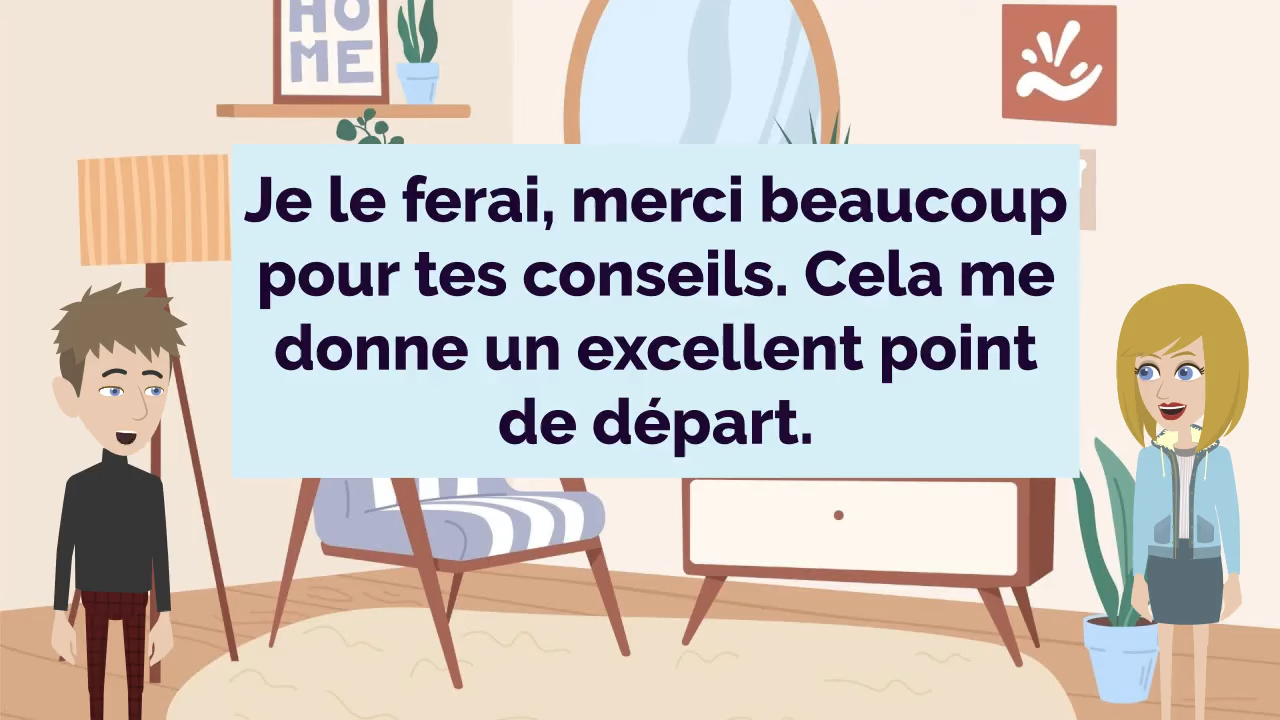 HO
ME
Je le ferai, merci beaucoup
pour tes conseils. Cela me
donne un excellent point
de départ.